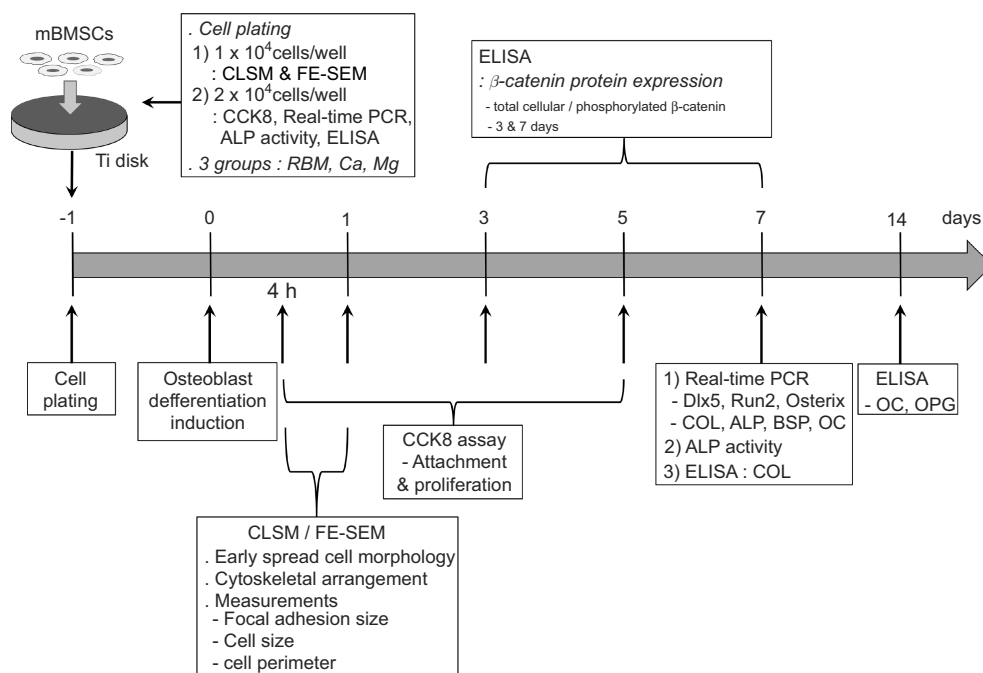 mBMSCs
Ti disk
. Cell plating
1) 1 x 10⁴cells/well
: CLSM & FE-SEM
2) 2 x 10⁴cells/well
: CCK8, Real-time PCR,
ALP activity, ELISA
. 3 groups : RBM, Ca, Mg
ELISA
: β-catenin protein expression
- total cellular / phosphorylated β-catenin
- 3 & 7 days
-1 0 1 3 5 7 14 days
4 h
Cell
plating
Osteoblast
defferentiation
induction
CCK8 assay
- Attachment
& proliferation
1) Real-time PCR
- Dlx5, Run2, Osterix
- COL, ALP, BSP, OC
2) ALP activity
3) ELISA : COL
ELISA
- OC, OPG
CLSM / FE-SEM
. Early spread cell morphology
. Cytoskeletal arrangement
. Measurements
- Focal adhesion size
- Cell size
- cell perimeter